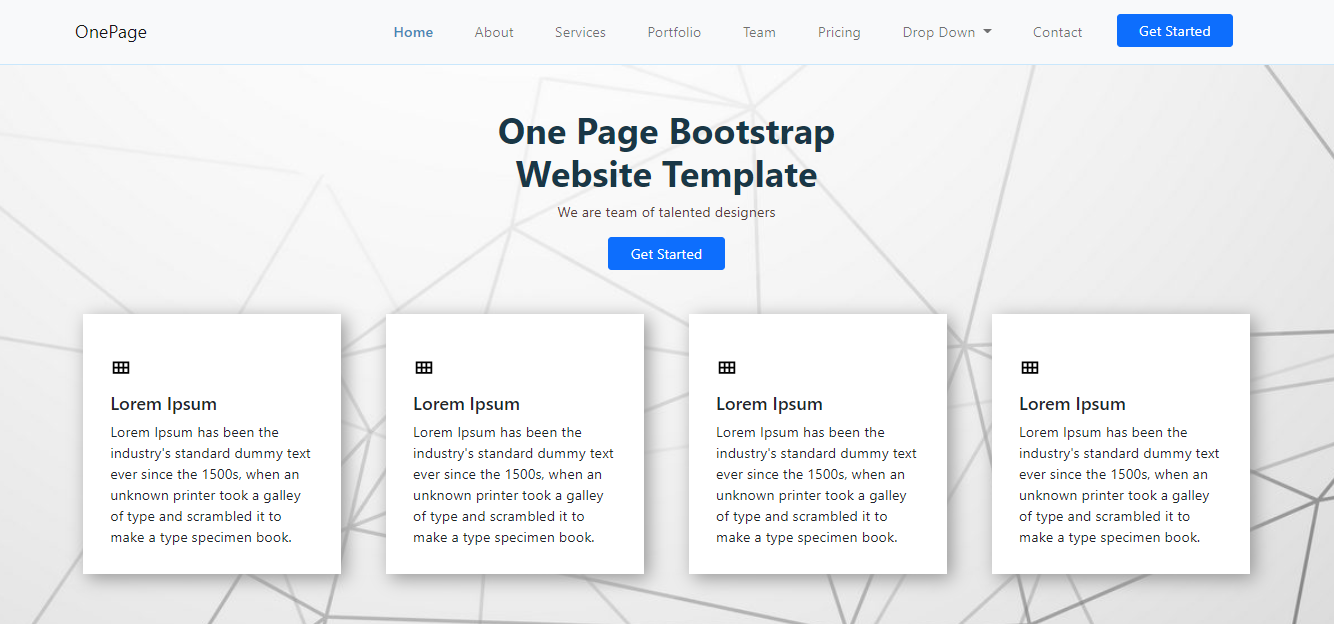 OnePage Home About Services Portfolio Team Pricing Drop Down Contact Get Started
One Page Bootstrap
Website Template
We are team of talented designers
Get Started
Lorem Ipsum
Lorem Ipsum has been the
industry's standard dummy text
ever since the 1500s, when an
unknown printer took a galley
of type and scrambled it to
make a type specimen book.
Lorem Ipsum
Lorem Ipsum has been the
industry's standard dummy text
ever since the 1500s, when an
unknown printer took a galley
of type and scrambled it to
make a type specimen book.
Lorem Ipsum
Lorem Ipsum has been the
industry's standard dummy text
ever since the 1500s, when an
unknown printer took a galley
of type and scrambled it to
make a type specimen book.
Lorem Ipsum
Lorem Ipsum has been the
industry's standard dummy text
ever since the 1500s, when an
unknown printer took a galley
of type and scrambled it to
make a type specimen book.